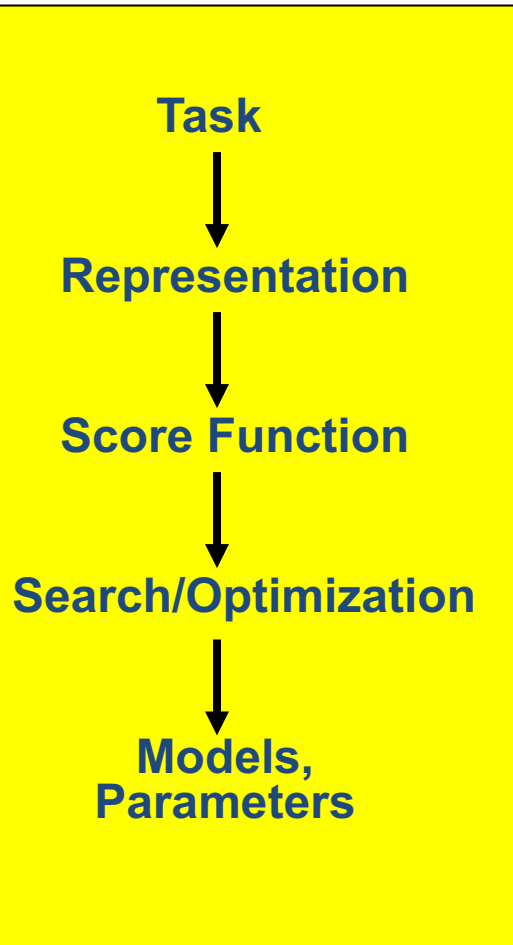 Task
Representation
Score Function
Search/Optimization
Models,
Parameters